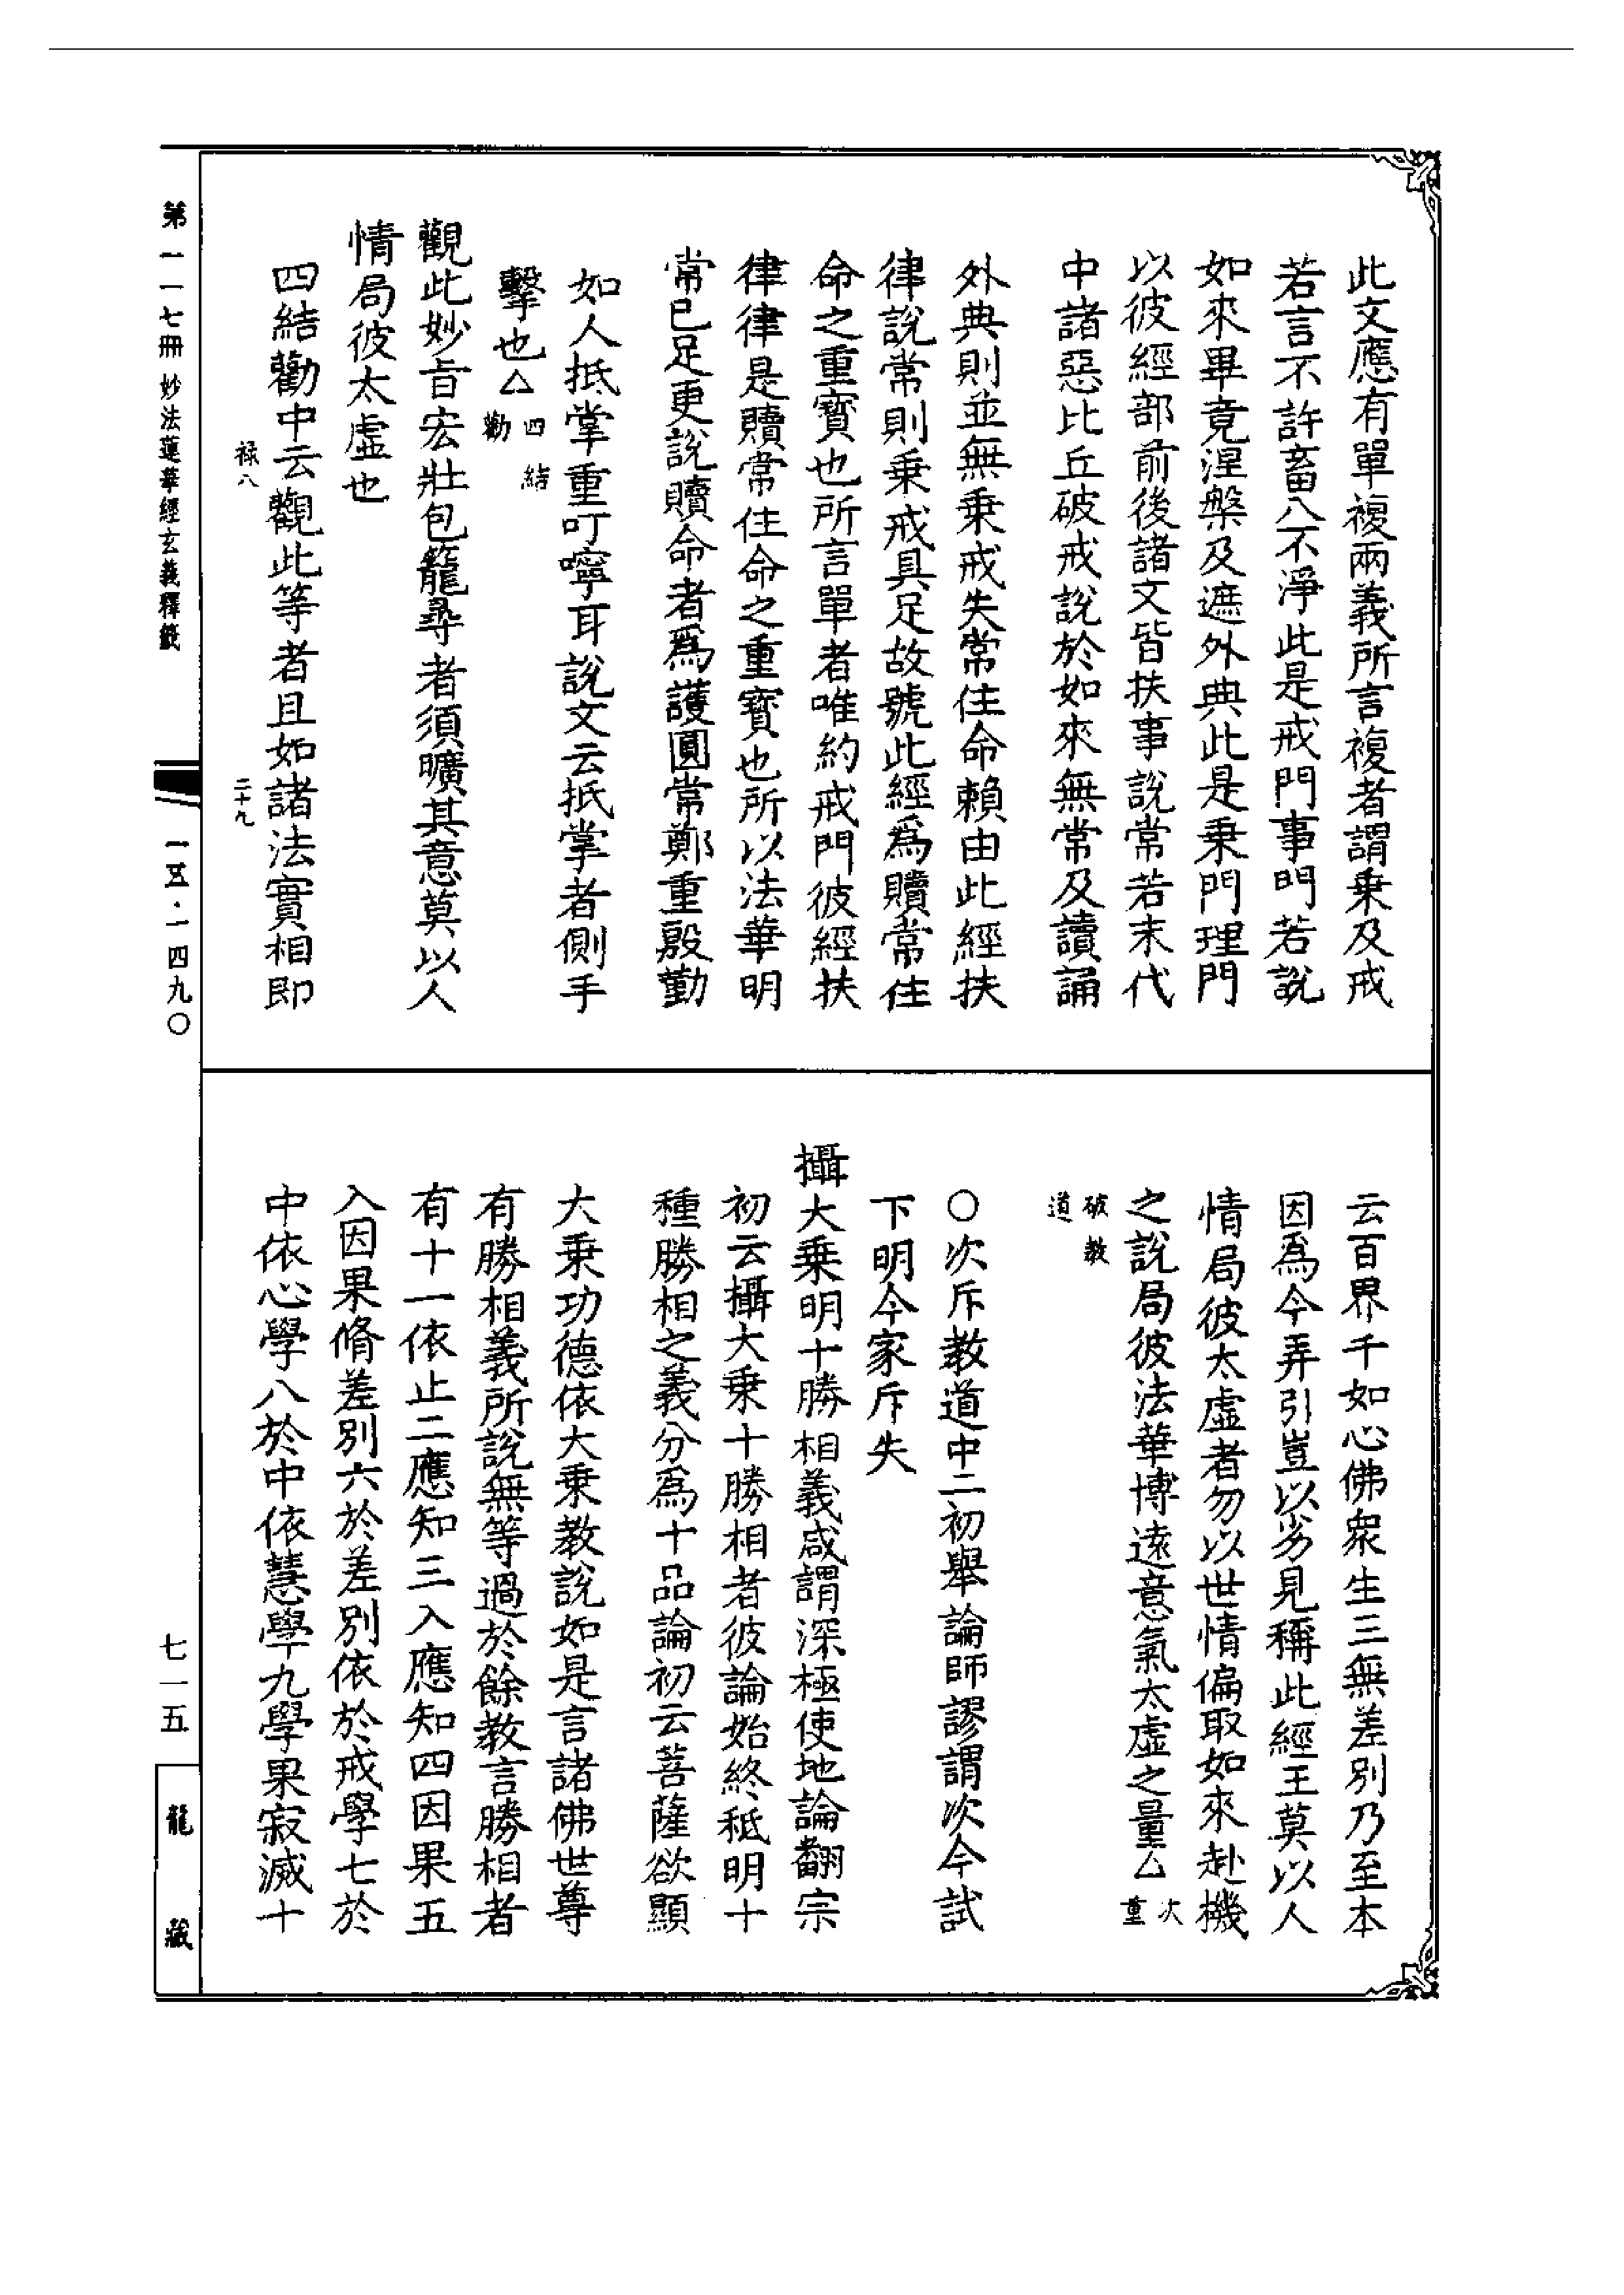 此文應有單複兩義所言複者謂乗及戒
若言不許畜八不淨此是戒門事門若説
如來畢竟涅槃及遮外典此是乗門理門
以彼經部前後諸文皆扶事説常若末代
中諸惡比丘破戒説於如來無常及讀誦
外典則並無乗戒失常住命賴由此經扶
律説常則乗戒具足故號此經爲贖常住
命之重寳也所言單者唯約戒門彼經扶
律律是贖常住命之重寳也所以法華明
常已足更説贖命者爲護圓常鄭重殷勤
如人抵掌重叮嚀耳説文云抵掌者側手
擊也△四結勸
觀此妙旨宏壯包籠尋者須曠其意莫以人
情局彼太虛也
四結勸中云觀此等者且如諸法實相即
云百界千如心佛衆生三無差別乃至本
因爲今弄引豈以劣見稱此經王莫以人
情局彼太虛者勿以世情偏取如來赴機
之説局彼法華博遠意氣太虛之量△次重
破教道
○次斥教道中二初舉論師謬謂次今試
下明今家斥失
攝大乗明十勝相義咸謂深極使地論翻宗
初云攝大乗十勝相者彼論始終秪明十
種勝相之義分爲十品論初云菩薩欲顯
大乗功德依大乗教説如是言諸佛世尊
有勝相義所説無等過於餘教言勝相者
有十一依止二應知三入應知四因果五
入因果脩差別六於差別依於戒學七於
中依心學八於中依慧學九學果寂滅十
第一一七冊 妙法蓮華經玄義釋籤
祿八
二十九
一五·一四九〇
七一五
龍藏